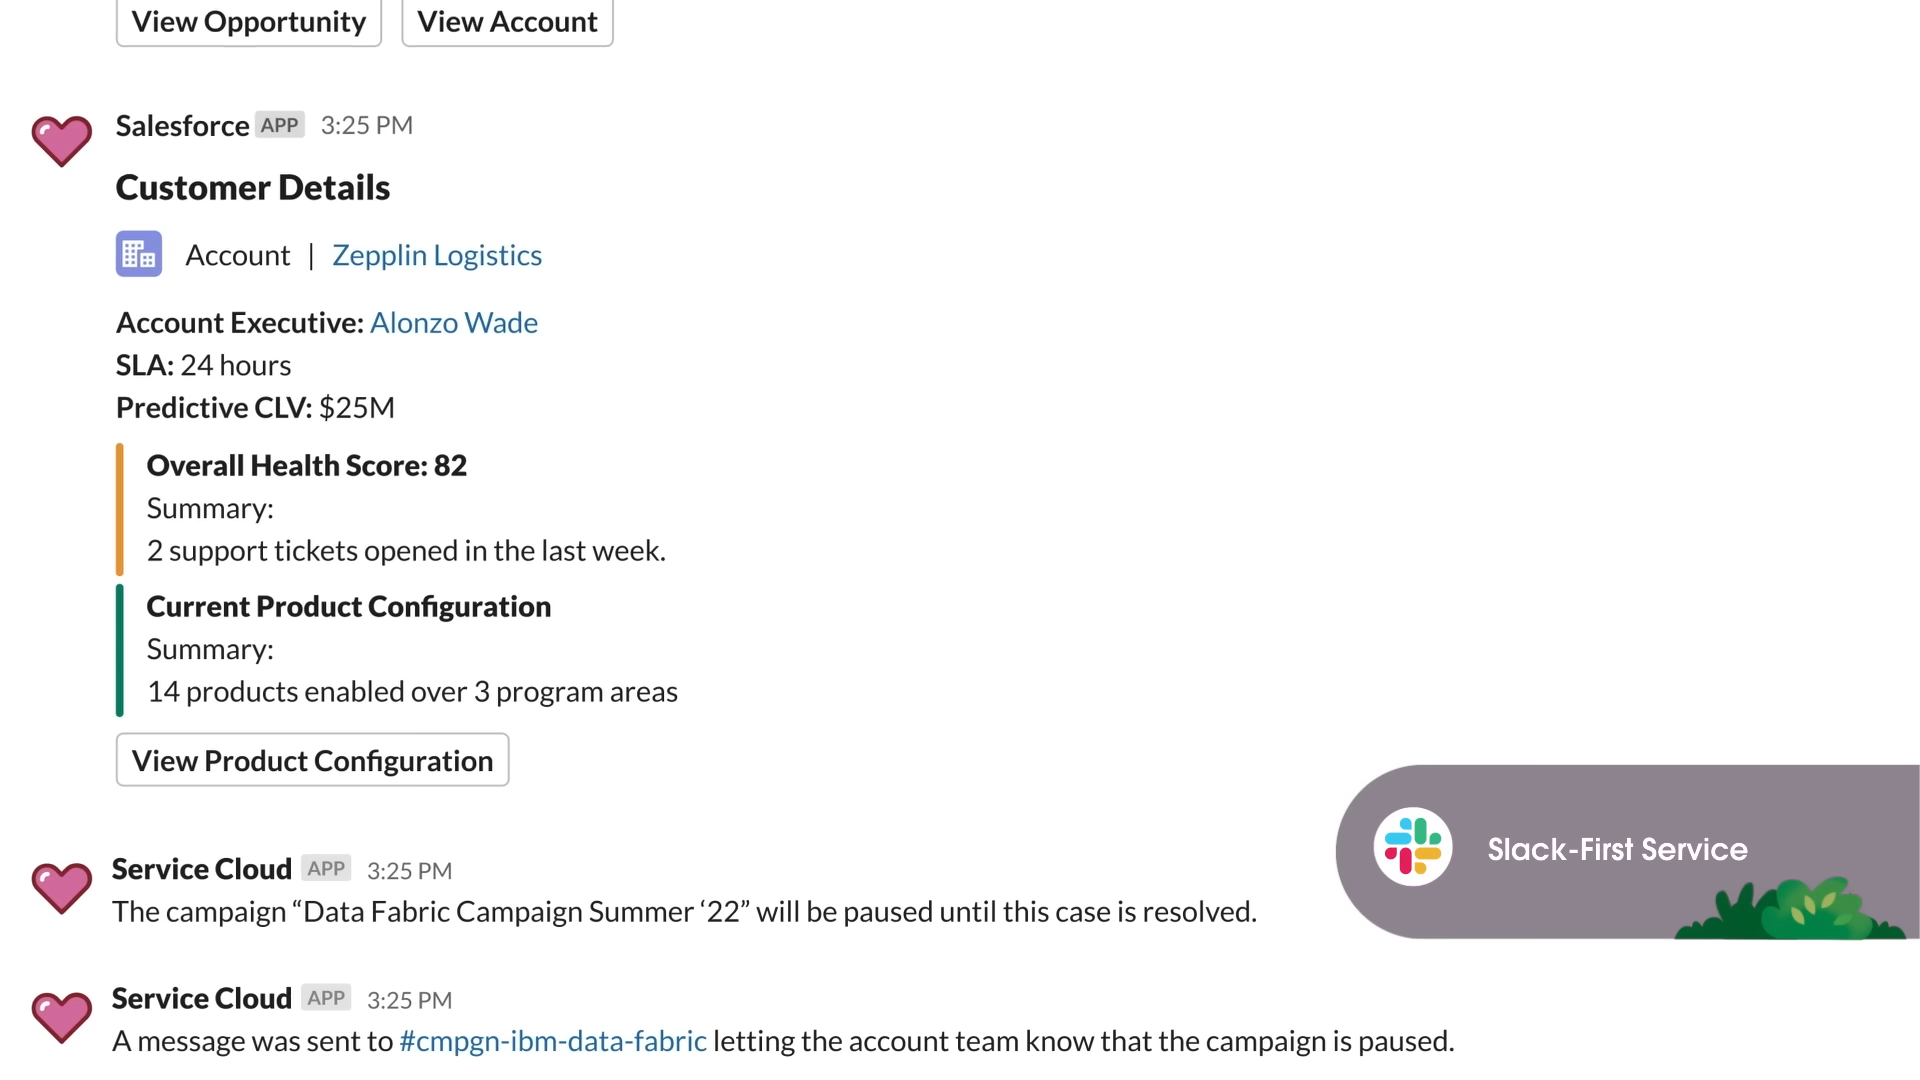 View Opportunity View Account
Salesforce APP 3:25 PM
Customer Details
Account | Zepplin Logistics
Account Executive: Alonzo Wade
SLA: 24 hours
Predictive CLV: $25M
Overall Health Score: 82
Summary:
2 support tickets opened in the last week.
Current Product Configuration
Summary:
14 products enabled over 3 program areas
View Product Configuration
Slack-First Service
Service Cloud APP 3:25 PM
The campaign “Data Fabric Campaign Summer ‘22” will be paused until this case is resolved.
Service Cloud APP 3:25 PM
A message was sent to #cmpgn-ibm-data-fabric letting the account team know that the campaign is paused.